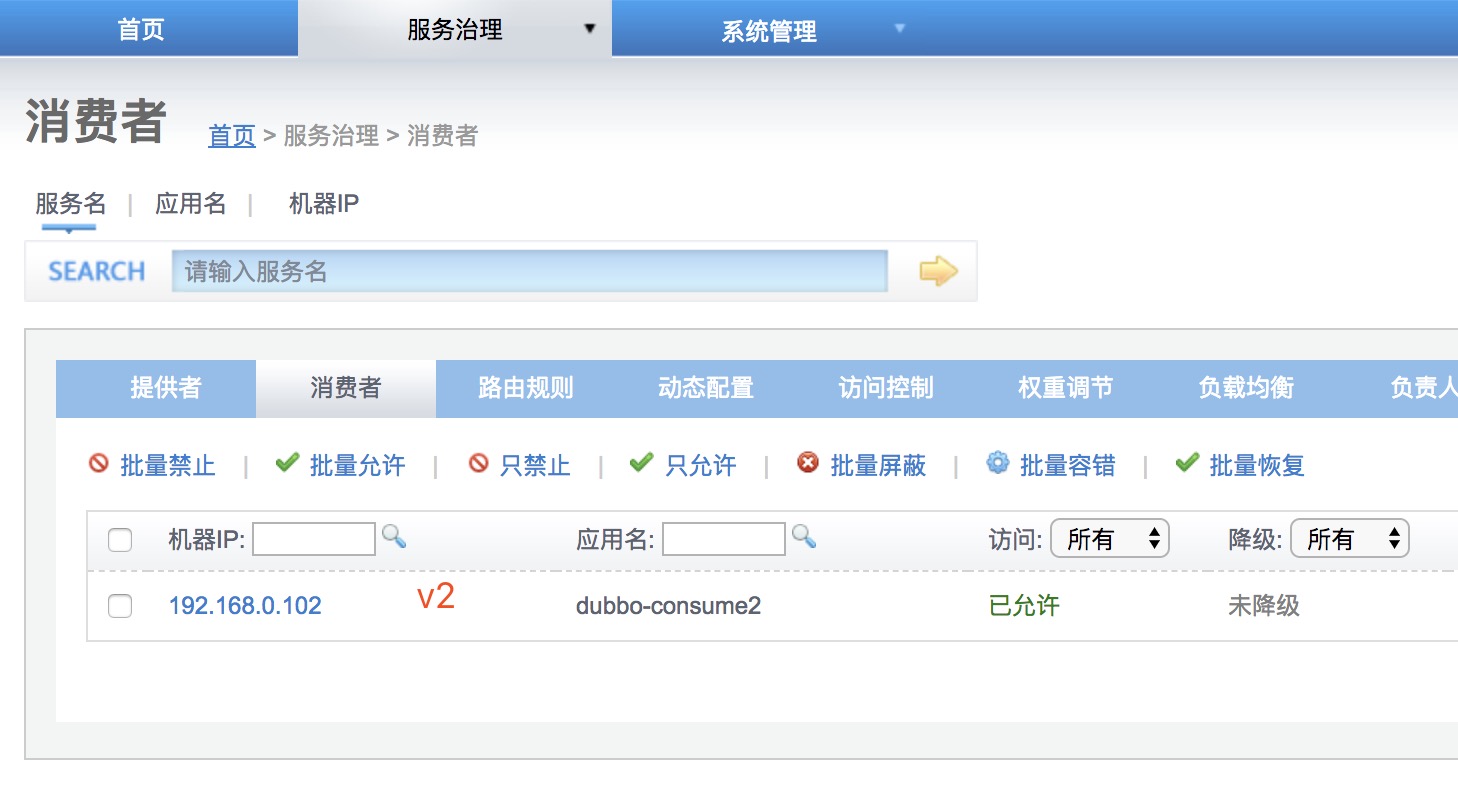 首页 服务治理 系统管理
消费者 首页 > 服务治理 > 消费者
服务名 | 应用名 | 机器IP
SEARCH 请输入服务名
提供者 消费者 路由规则 动态配置 访问控制 权重调节 负载均衡 负责人
批量禁止 | 批量允许 | 只禁止 | 只允许 | 批量屏蔽 | 批量容错 | 批量恢复
机器IP: 应用名: 访问: 所有 降级: 所有
192.168.0.102 v2 dubbo-consume2 已允许 未降级